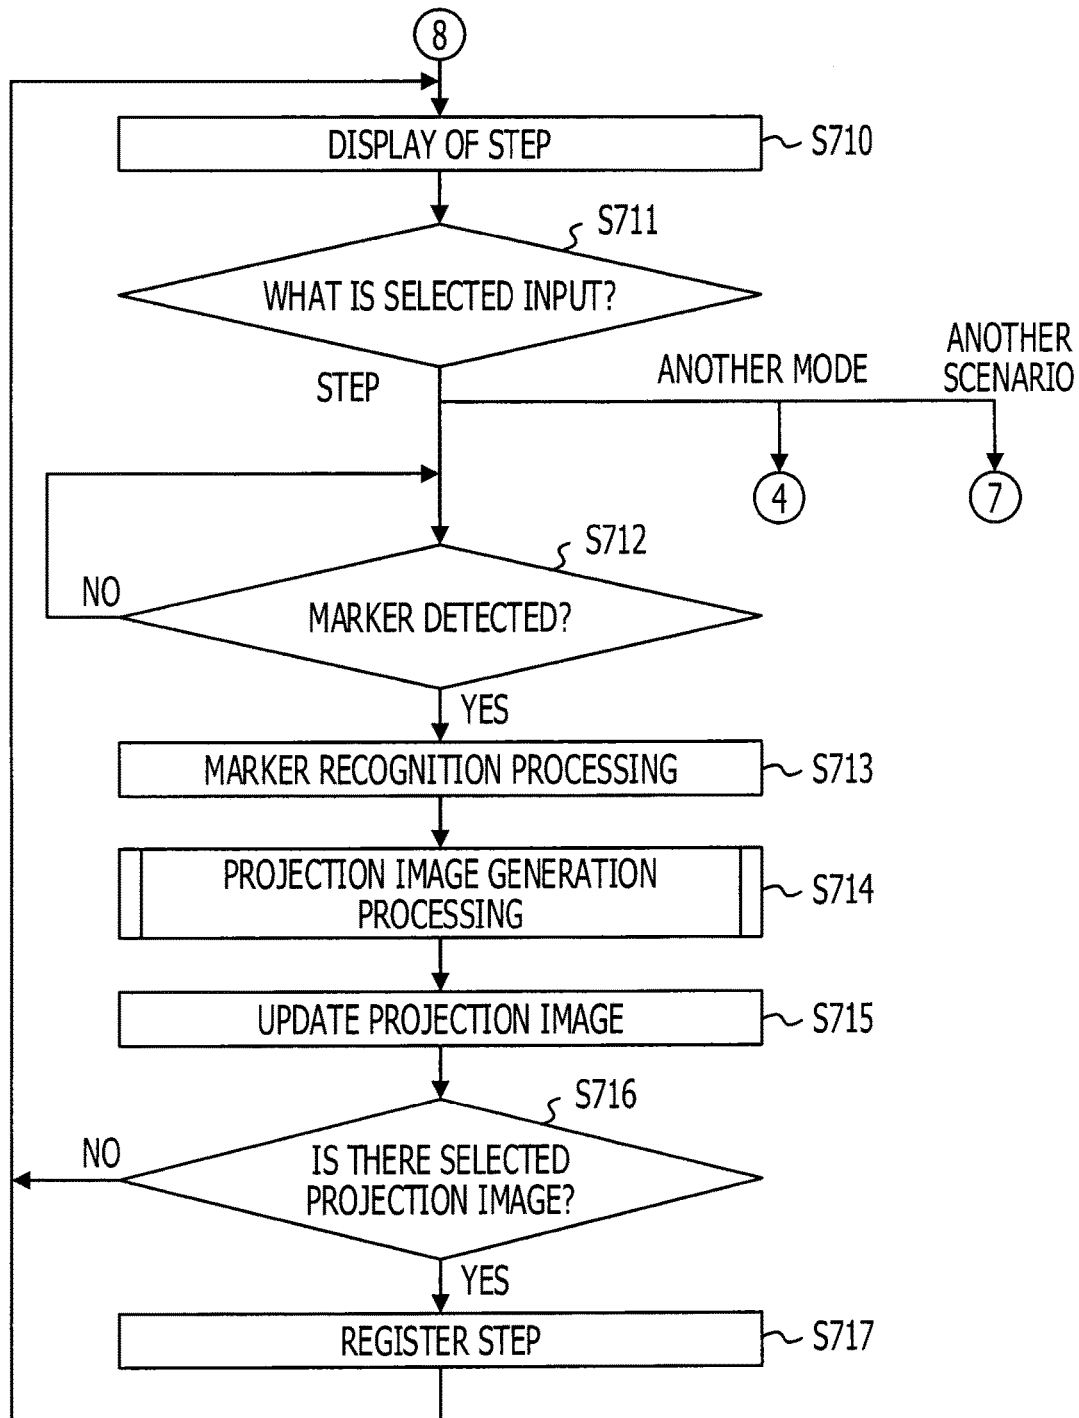 8
DISPLAY OF STEP
S710
S711
WHAT IS SELECTED INPUT?
STEP
ANOTHER MODE
ANOTHER
SCENARIO
4
7
S712
NO
MARKER DETECTED?
YES
MARKER RECOGNITION PROCESSING
S713
PROJECTION IMAGE GENERATION
PROCESSING
S714
UPDATE PROJECTION IMAGE
S715
S716
NO
IS THERE SELECTED
PROJECTION IMAGE?
YES
REGISTER STEP
S717